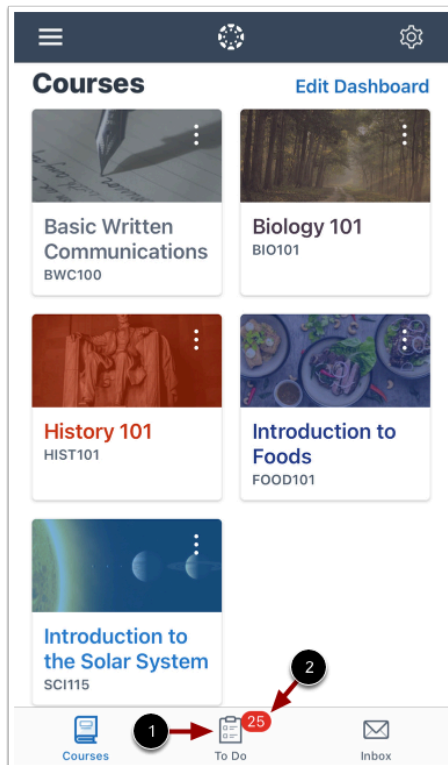 Courses
Edit Dashboard
Basic Written
Communications
BWC100
Biology 101
BIO101
History 101
HIST101
Introduction to
Foods
FOOD101
Introduction to
the Solar System
SCI115
2
1
25
Courses
To Do
Inbox